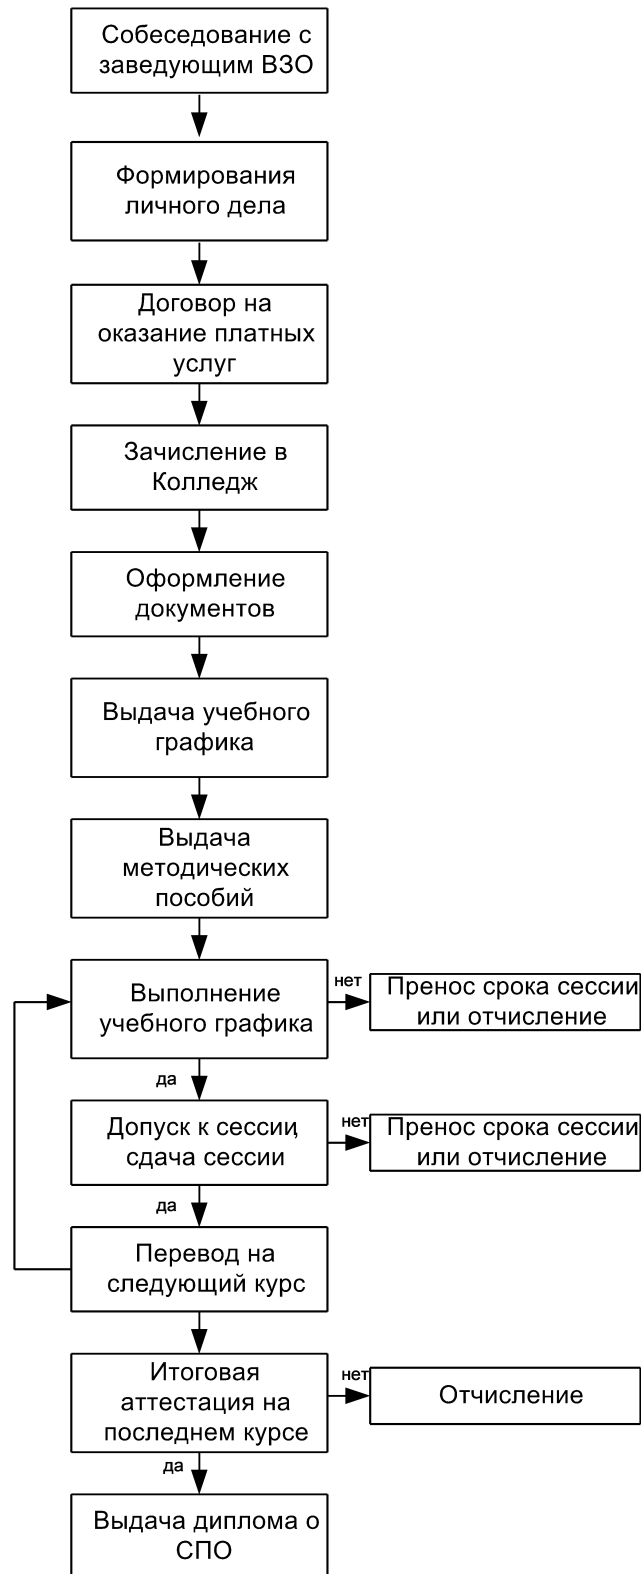 Собеседование с
заведующим ВЗО
Формирования
личного дела
Договор на
оказание платных
услуг
Зачисление в
Колледж
Оформление
документов
Выдача учебного
графика
Выдача
методических
пособий
Выполнение
учебного графика
нет
Пренос срока сессии
или отчисление
да
Допуск к сессии,
сдача сессии
нет
Пренос срока сессии
или отчисление
да
Перевод на
следующий курс
Итоговая
аттестация на
последнем курсе
нет
Отчисление
да
Выдача диплома о
СПО